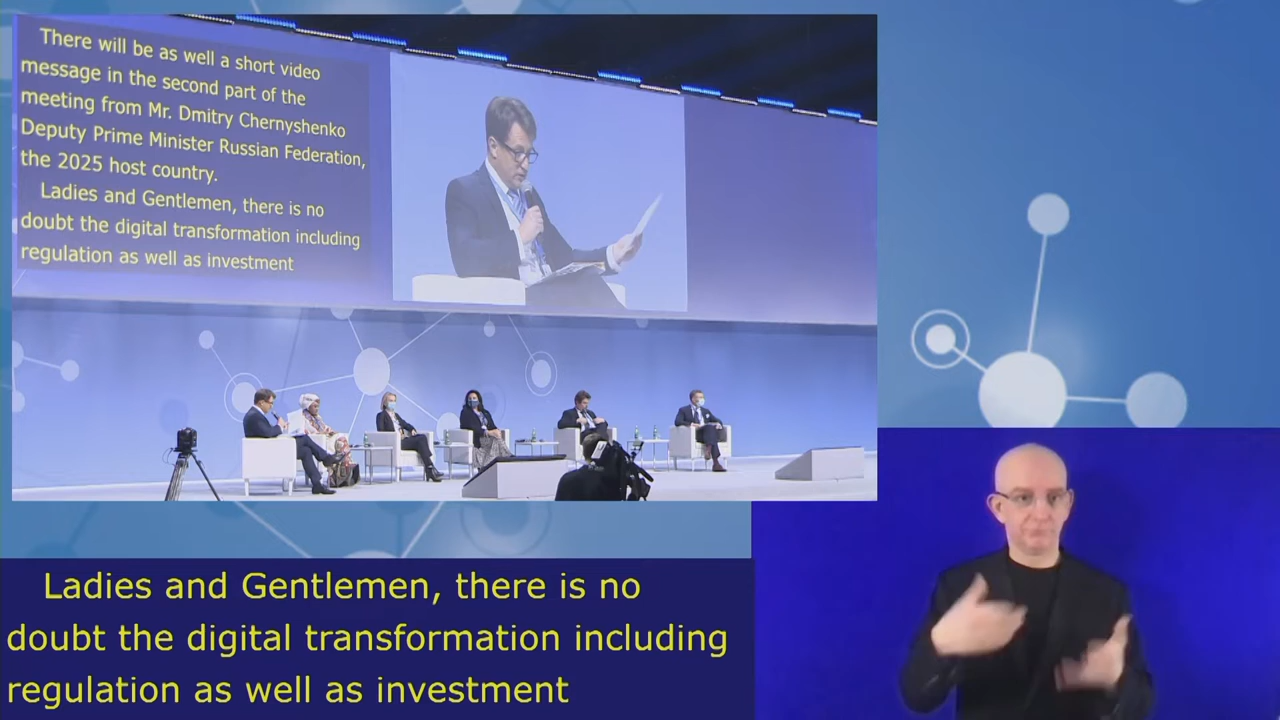 There will be as well a short video
message in the second part of the
meeting from Mr. Dmitry Chernyshenko
Deputy Prime Minister Russian Federation,
the 2025 host country.
Ladies and Gentlemen, there is no
doubt the digital transformation including
regulation as well as investment
Ladies and Gentlemen, there is no
doubt the digital transformation including
regulation as well as investment